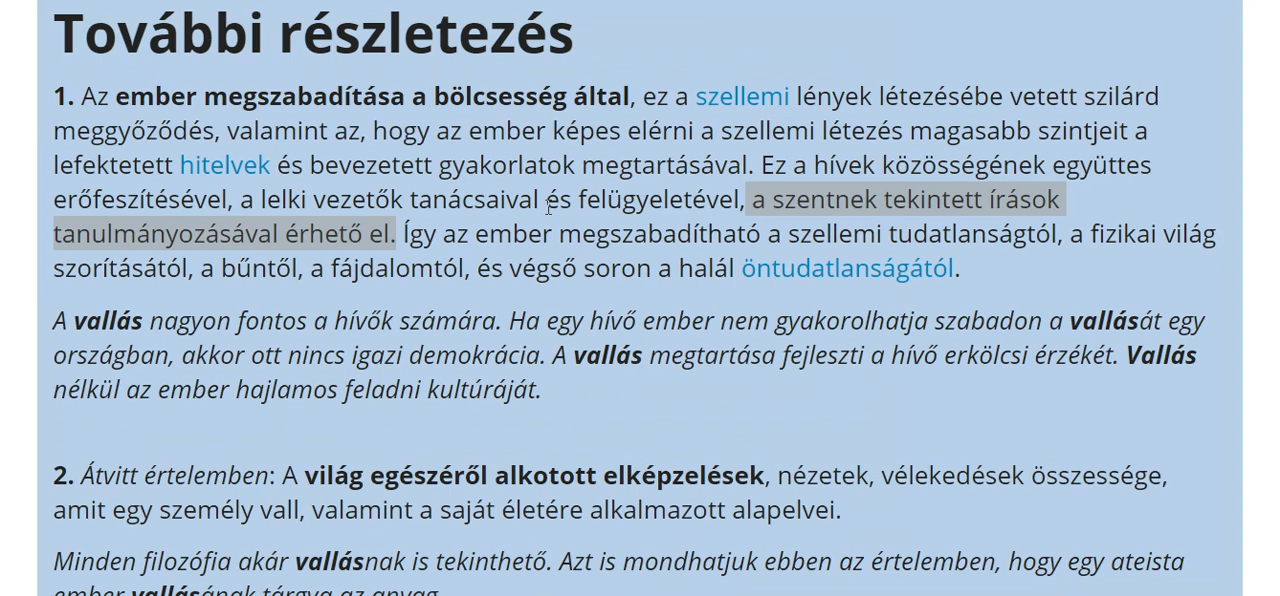 További részletezés
1. Az ember megszabadítása a bölcsesség által, ez a szellemi lények létezésébe vetett szilárd
meggyőződés, valamint az, hogy az ember képes elérni a szellemi létezés magasabb szintjeit a
lefektetett hitelvek és bevezetett gyakorlatok megtartásával. Ez a hívek közösségének együttes
erőfeszítésével, a lelki vezetők tanácsaival és felügyeletével, a szentnek tekintett írások
tanulmányozásával érhető el. Így az ember megszabadítható a szellemi tudatlanságtól, a fizikai világ
szorításától, a bűntől, a fájdalomtól, és végső soron a halál öntudatlanságától.
A vallás nagyon fontos a hívők számára. Ha egy hívő ember nem gyakorolhatja szabadon a vallását egy
országban, akkor ott nincs igazi demokrácia. A vallás megtartása fejleszti a hívő erkölcsi érzékét. Vallás
nélkül az ember hajlamos feladni kultúráját.
2. Átvitt értelemben: A világ egészéről alkotott elképzelések, nézetek, vélekedések összessége,
amit egy személy vall, valamint a saját életére alkalmazott alapelvei.
Minden filozófia akár vallásnak is tekinthető. Azt is mondhatjuk ebben az értelemben, hogy egy ateista
ember vallásának tárgya az anyag.